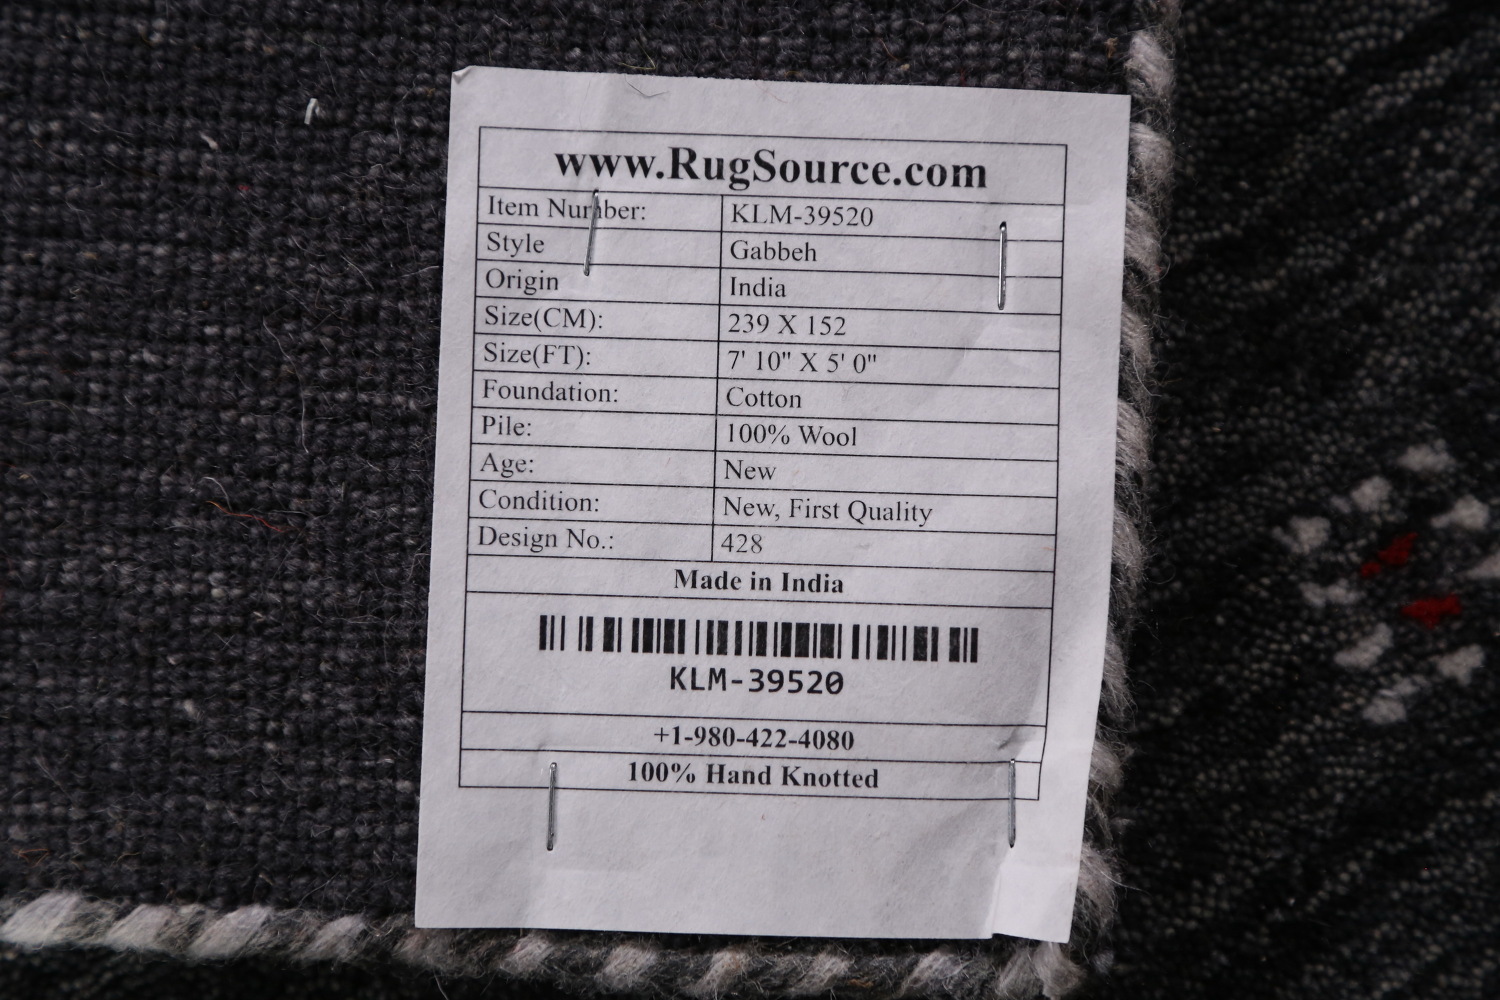 www.RugSource.com
Item Number: KLM-39520
Style Gabbeh
Origin India
Size(CM): 239 X 152
Size(FT): 7' 10" X 5' 0"
Foundation: Cotton
Pile: 100% Wool
Age: New
Condition: New, First Quality
Design No.: 428
Made in India
KLM-39520
+1-980-422-4080
100% Hand Knotted